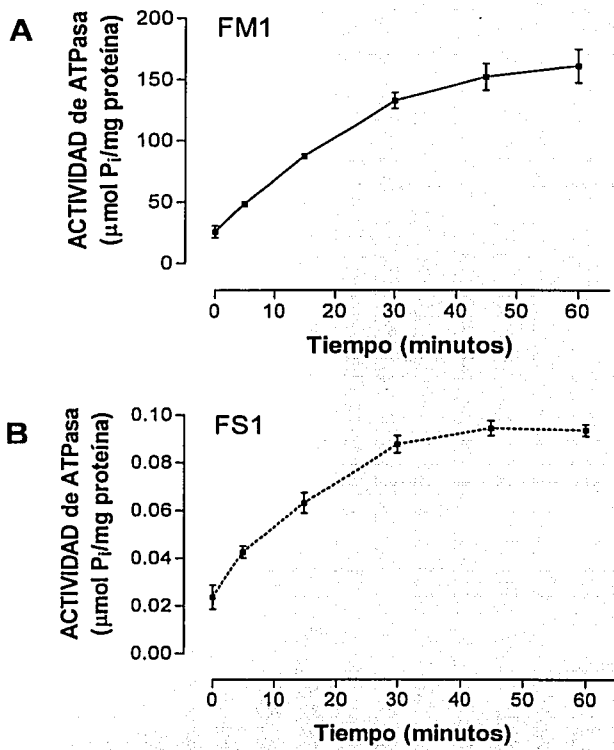 A
FM1
ACTIVIDAD de ATPasa
(µmol Pi/mg proteína)
200
150
100
50
0
0 10 20 30 40 50 60
Tiempo (minutos)
B
FS1
ACTIVIDAD de ATPasa
(µmol Pi/mg proteína)
0.10
0.08
0.06
0.04
0.02
0.00
0 10 20 30 40 50 60
Tiempo (minutos)